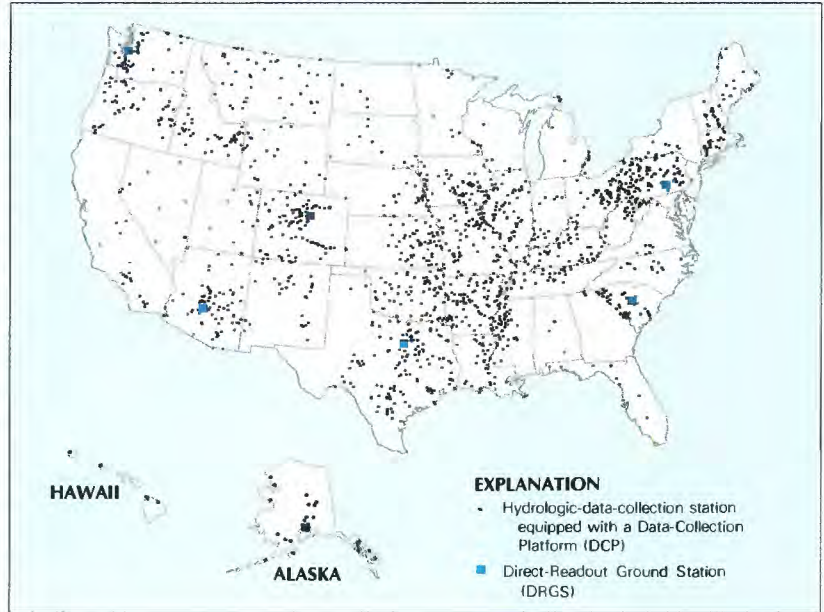 HAWAII
ALASKA
EXPLANATION
Hydrologic-data-collection station
equipped with a Data-Collection
Platform (DCP)
Direct-Readout Ground Station
(DRGS)